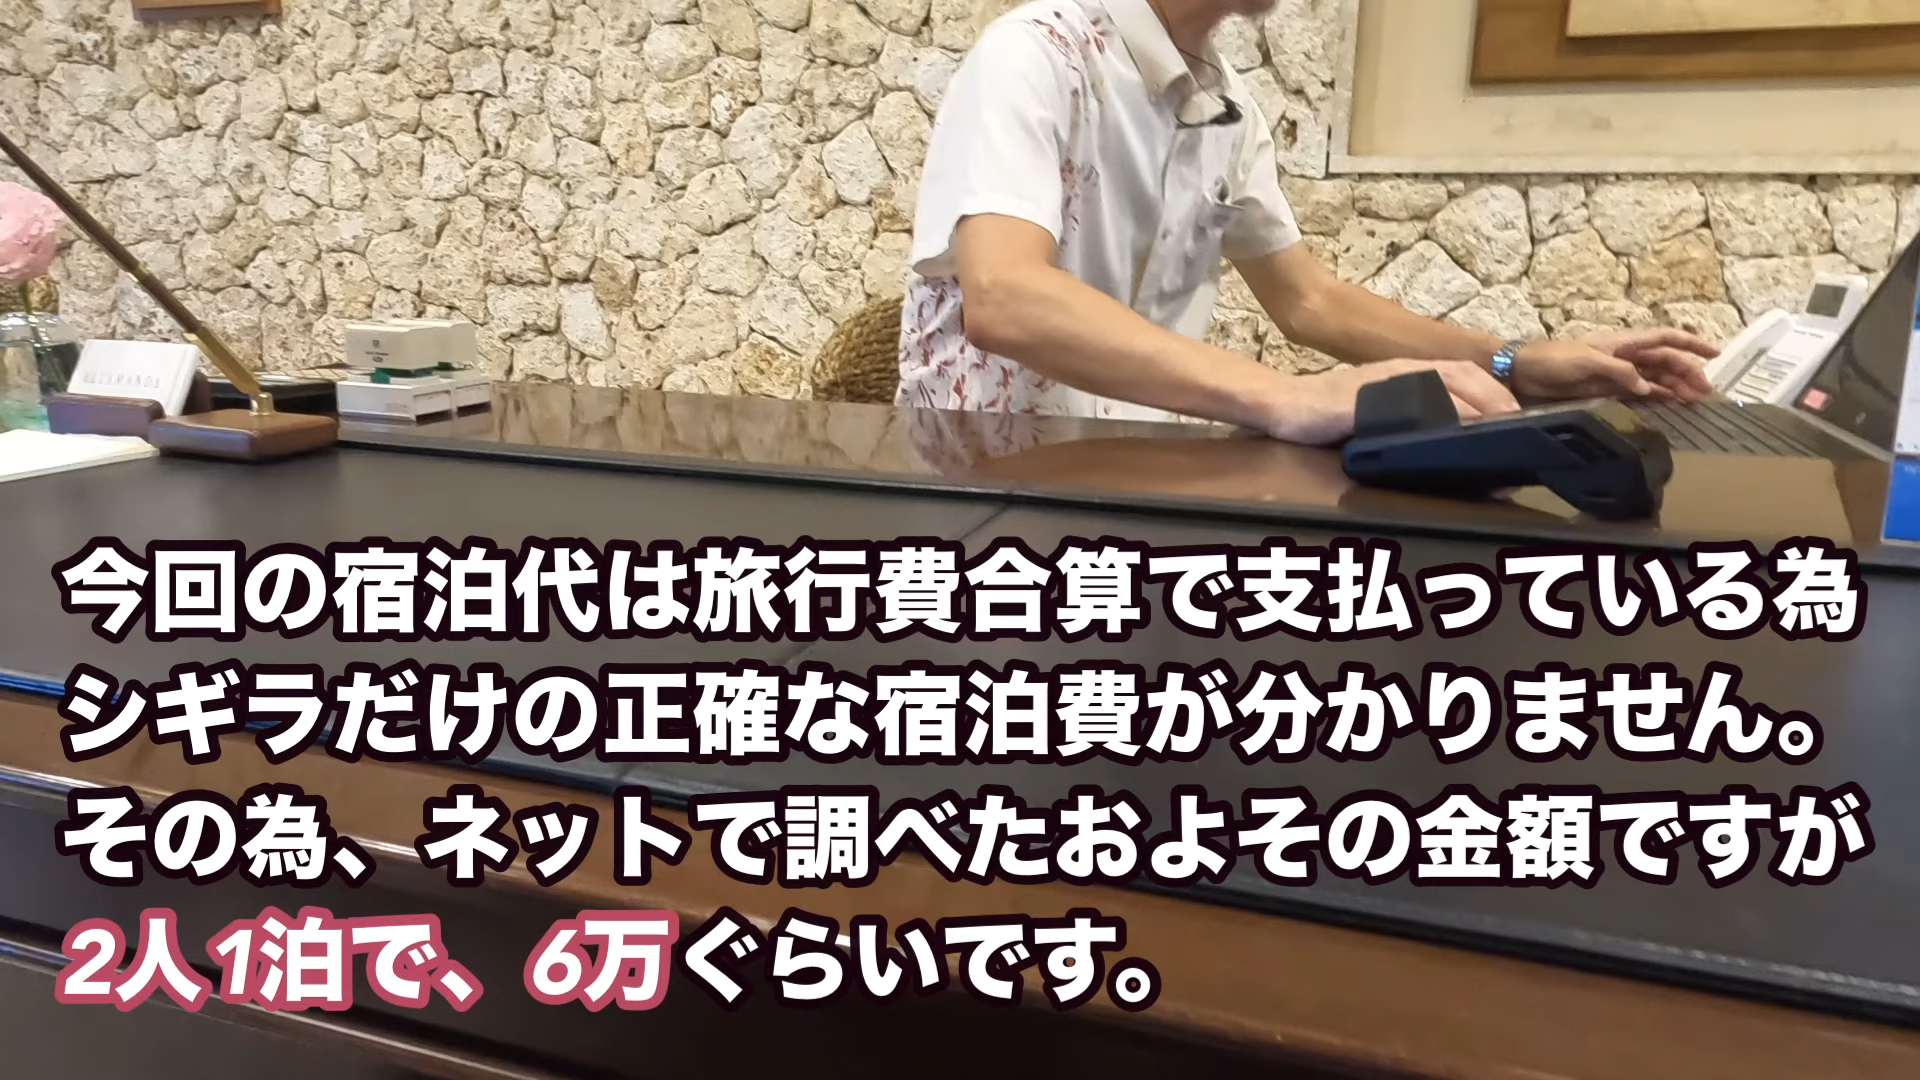 ALLAMANDA
今回の宿泊代は旅行費合算で支払っている為
シギラだけの正確な宿泊費が分かりません。
その為、ネットで調べたおよその金額ですが
2人1泊で、6万ぐらいです。